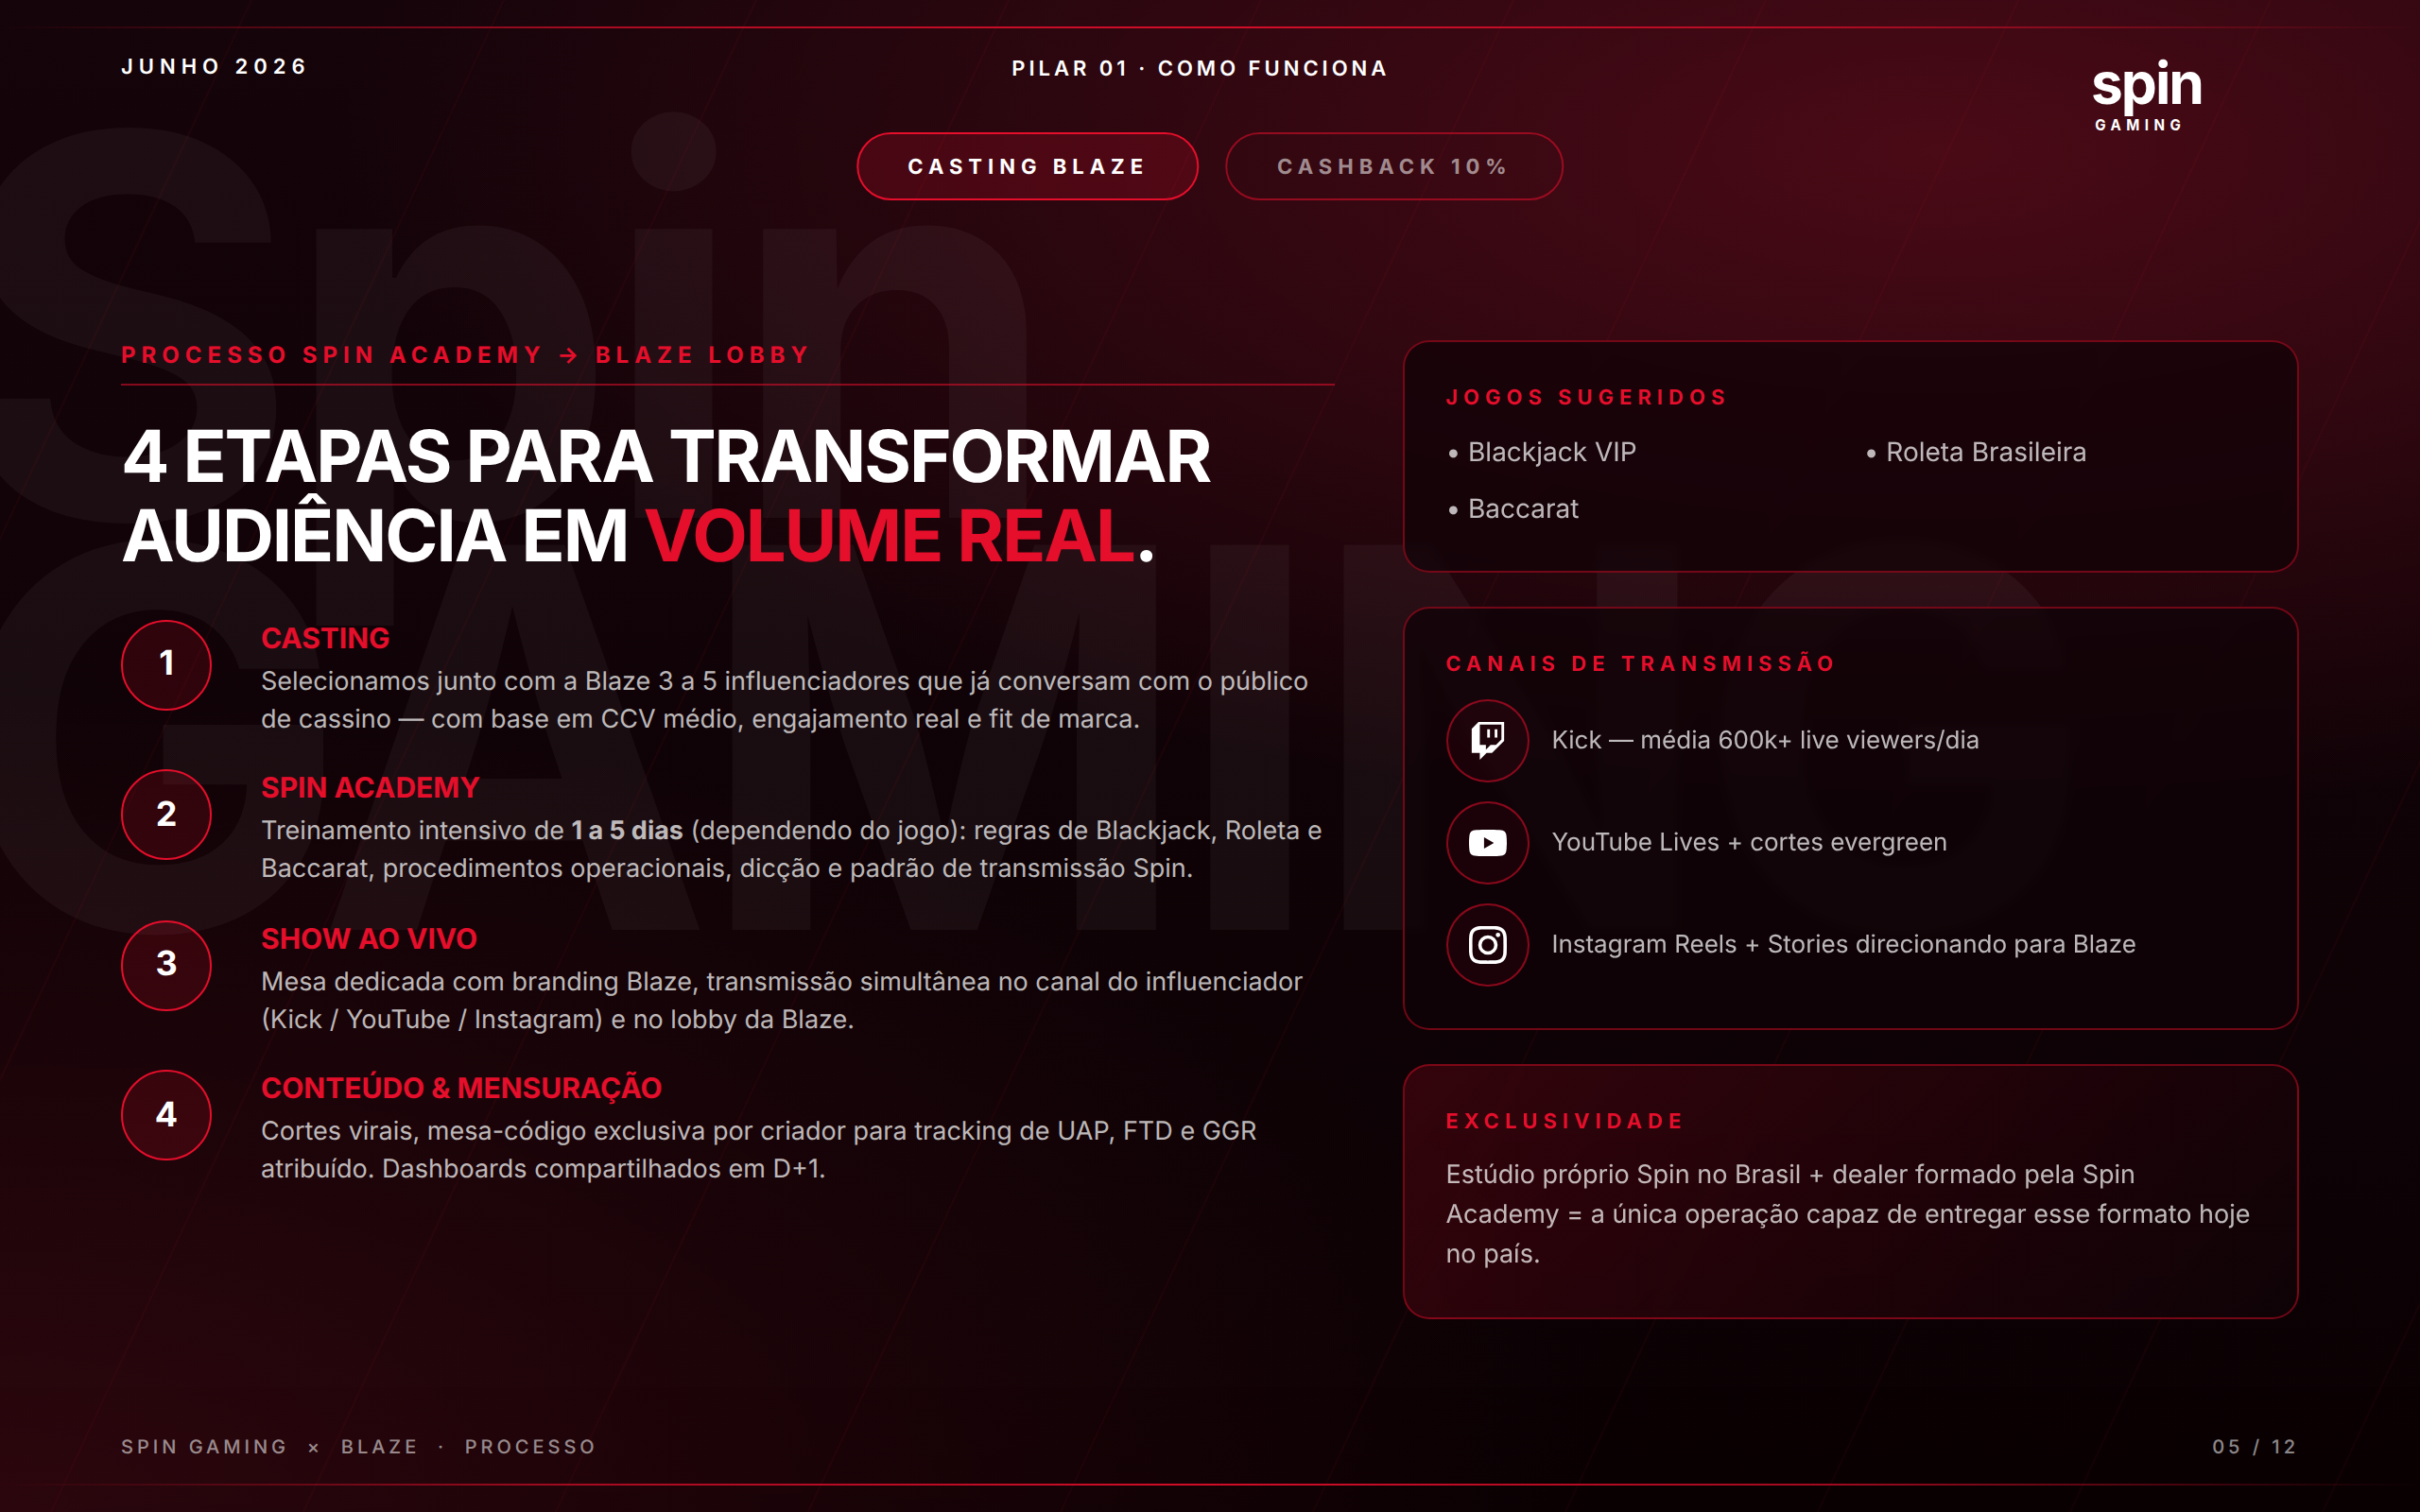 JUNHO 2026
PILAR 01 · COMO FUNCIONA
spin
GAMING
CASTING BLAZE
CASHBACK 10%
Spin
GAMING
PROCESSO SPIN ACADEMY → BLAZE LOBBY
4 ETAPAS PARA TRANSFORMAR
AUDIÊNCIA EM VOLUME REAL.
1
CASTING
Selecionamos junto com a Blaze 3 a 5 influenciadores que já conversam com o público
de cassino — com base em CCV médio, engajamento real e fit de marca.
2
SPIN ACADEMY
Treinamento intensivo de 1 a 5 dias (dependendo do jogo): regras de Blackjack, Roleta e
Baccarat, procedimentos operacionais, dicção e padrão de transmissão Spin.
3
SHOW AO VIVO
Mesa dedicada com branding Blaze, transmissão simultânea no canal do influenciador
(Kick / YouTube / Instagram) e no lobby da Blaze.
4
CONTEÚDO & MENSURAÇÃO
Cortes virais, mesa-código exclusiva por criador para tracking de UAP, FTD e GGR
atribuído. Dashboards compartilhados em D+1.
JOGOS SUGERIDOS
• Blackjack VIP
• Roleta Brasileira
• Baccarat
CANAIS DE TRANSMISSÃO
Kick — média 600k+ live viewers/dia
YouTube Lives + cortes evergreen
Instagram Reels + Stories direcionando para Blaze
EXCLUSIVIDADE
Estúdio próprio Spin no Brasil + dealer formado pela Spin
Academy = a única operação capaz de entregar esse formato hoje
no país.
SPIN GAMING × BLAZE · PROCESSO
05 / 12